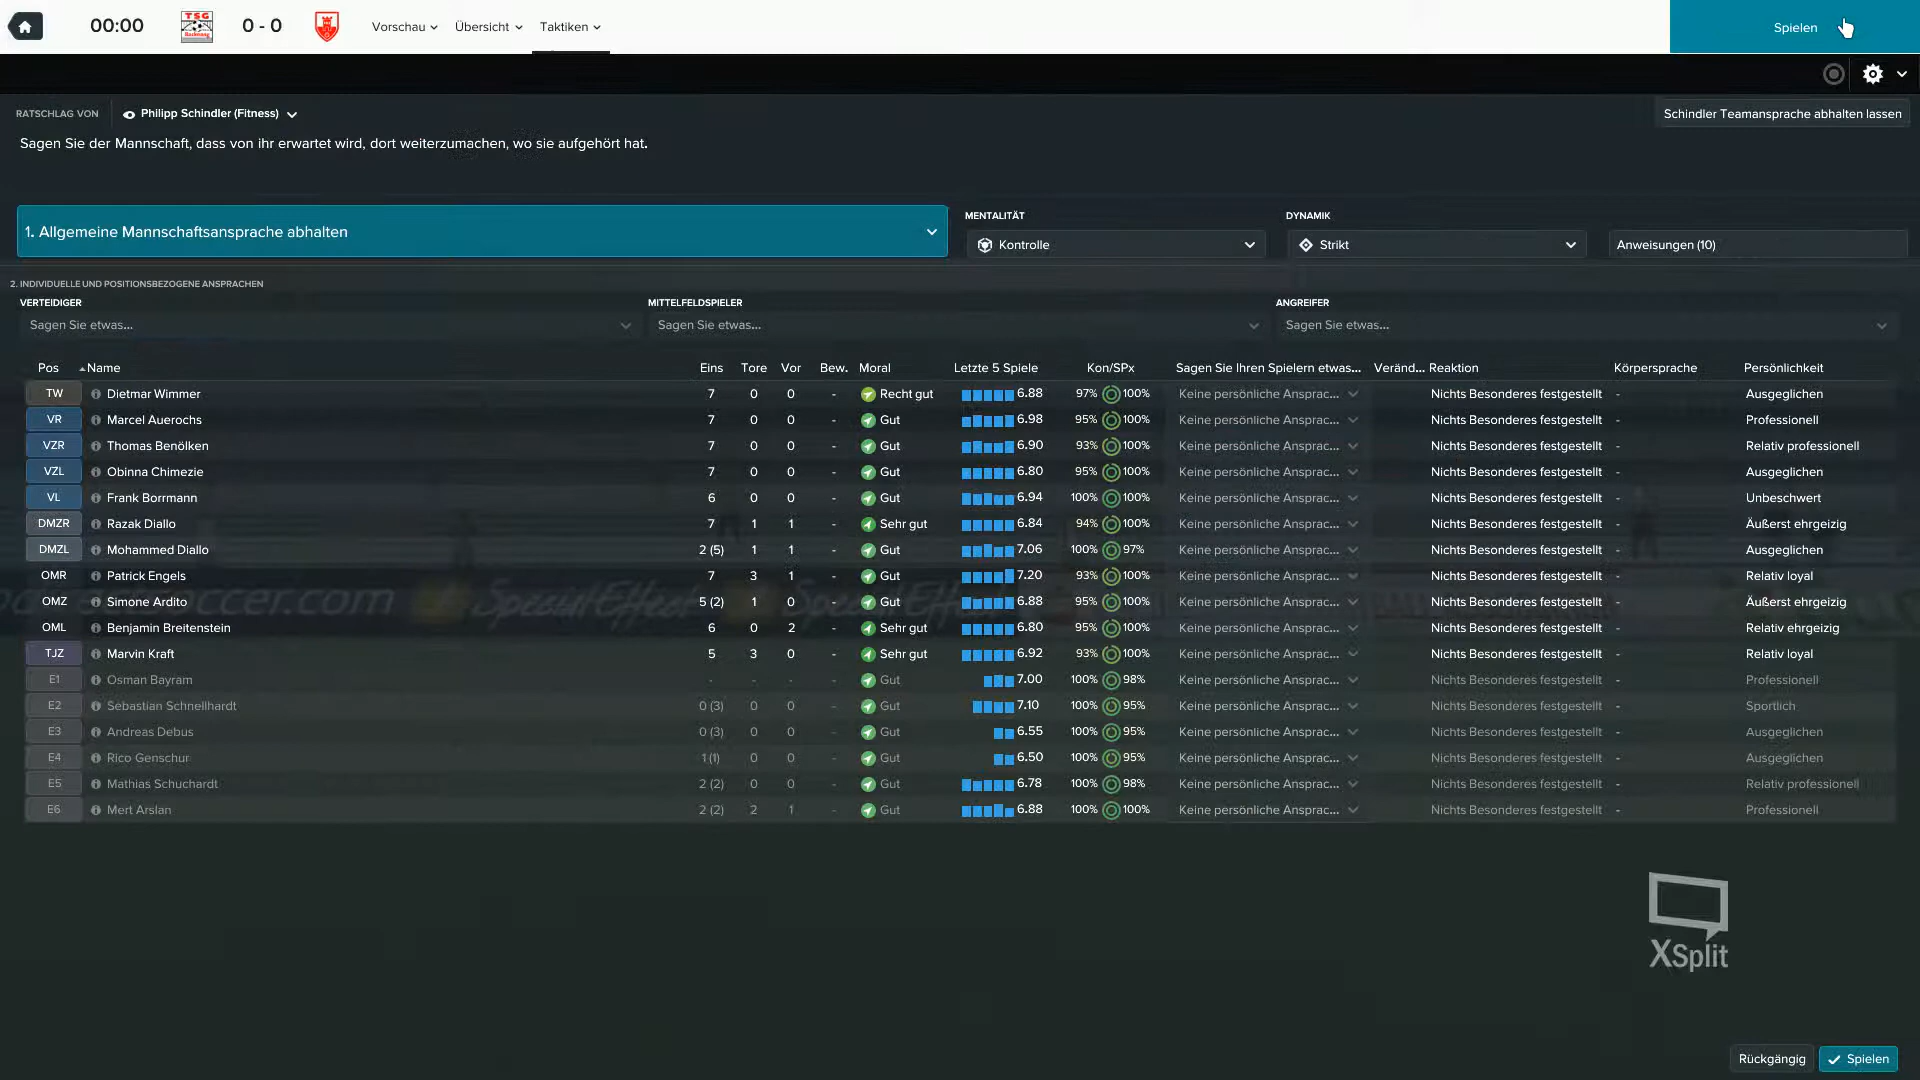 00:00 TSG 0 - 0 Vorschau Übersicht Taktiken Spielen
RATSCHLAG VON Philipp Schindler (Fitness) Schindler Teamansprache abhalten lassen
Sagen Sie der Mannschaft, dass von ihr erwartet wird, dort weiterzumachen, wo sie aufgehört hat.
MENTALITÄT DYNAMIK
1. Allgemeine Mannschaftsansprache abhalten Kontrolle Strikt Anweisungen (10)
2. INDIVIDUELLE UND POSITIONSBEZOGENE ANSPRACHEN
VERTEIDIGER MITTELFELDSPIELER ANGREIFER
Sagen Sie etwas... Sagen Sie etwas... Sagen Sie etwas...
Pos Name Eins Tore Vor Bew. Moral Letzte 5 Spiele Kon/SPx Sagen Sie Ihren Spielern etwas... Veränd... Reaktion Körpersprache Persönlichkeit
TW Dietmar Wimmer 7 0 0 - Recht gut 6.88 97% 100% Keine persönliche Ansprac... Nichts Besonderes festgestellt - Ausgeglichen
VR Marcel Auerochs 7 0 0 - Gut 6.98 95% 100% Keine persönliche Ansprac... Nichts Besonderes festgestellt - Professionell
VZR Thomas Benölken 7 0 0 - Gut 6.90 93% 100% Keine persönliche Ansprac... Nichts Besonderes festgestellt - Relativ professionell
VZL Obinna Chimezie 7 0 0 - Gut 6.80 95% 100% Keine persönliche Ansprac... Nichts Besonderes festgestellt - Ausgeglichen
VL Frank Borrmann 6 0 0 - Gut 6.94 100% 100% Keine persönliche Ansprac... Nichts Besonderes festgestellt - Unbeschwert
DMZR Razak Diallo 7 1 1 - Sehr gut 6.84 94% 100% Keine persönliche Ansprac... Nichts Besonderes festgestellt - Äußerst ehrgeizig
DMZL Mohammed Diallo 2 (5) 1 1 - Gut 7.06 100% 97% Keine persönliche Ansprac... Nichts Besonderes festgestellt - Ausgeglichen
OMR Patrick Engels 7 3 1 - Gut 7.20 93% 100% Keine persönliche Ansprac... Nichts Besonderes festgestellt - Relativ loyal
OMZ Simone Ardito 5 (2) 1 0 - Gut 6.88 95% 100% Keine persönliche Ansprac... Nichts Besonderes festgestellt - Äußerst ehrgeizig
OML Benjamin Breitenstein 6 0 2 - Sehr gut 6.80 95% 100% Keine persönliche Ansprac... Nichts Besonderes festgestellt - Relativ ehrgeizig
TJZ Marvin Kraft 5 3 0 - Sehr gut 6.92 93% 100% Keine persönliche Ansprac... Nichts Besonderes festgestellt - Relativ loyal
E1 Osman Bayram - - - - Gut 7.00 100% 98% Keine persönliche Ansprac... Nichts Besonderes festgestellt - Professionell
E2 Sebastian Schnellhardt 0 (3) 0 0 - Gut 7.10 100% 95% Keine persönliche Ansprac... Nichts Besonderes festgestellt - Sportlich
E3 Andreas Debus 0 (3) 0 0 - Gut 6.55 100% 95% Keine persönliche Ansprac... Nichts Besonderes festgestellt - Ausgeglichen
E4 Rico Genschur 1 (1) 0 0 - Gut 6.50 100% 95% Keine persönliche Ansprac... Nichts Besonderes festgestellt - Ausgeglichen
E5 Mathias Schuchardt 2 (2) 0 0 - Gut 6.78 100% 98% Keine persönliche Ansprac... Nichts Besonderes festgestellt - Relativ professionell
E6 Mert Arslan 2 (2) 2 1 - Gut 6.88 100% 100% Keine persönliche Ansprac... Nichts Besonderes festgestellt - Professionell
XSplit
Rückgängig Spielen